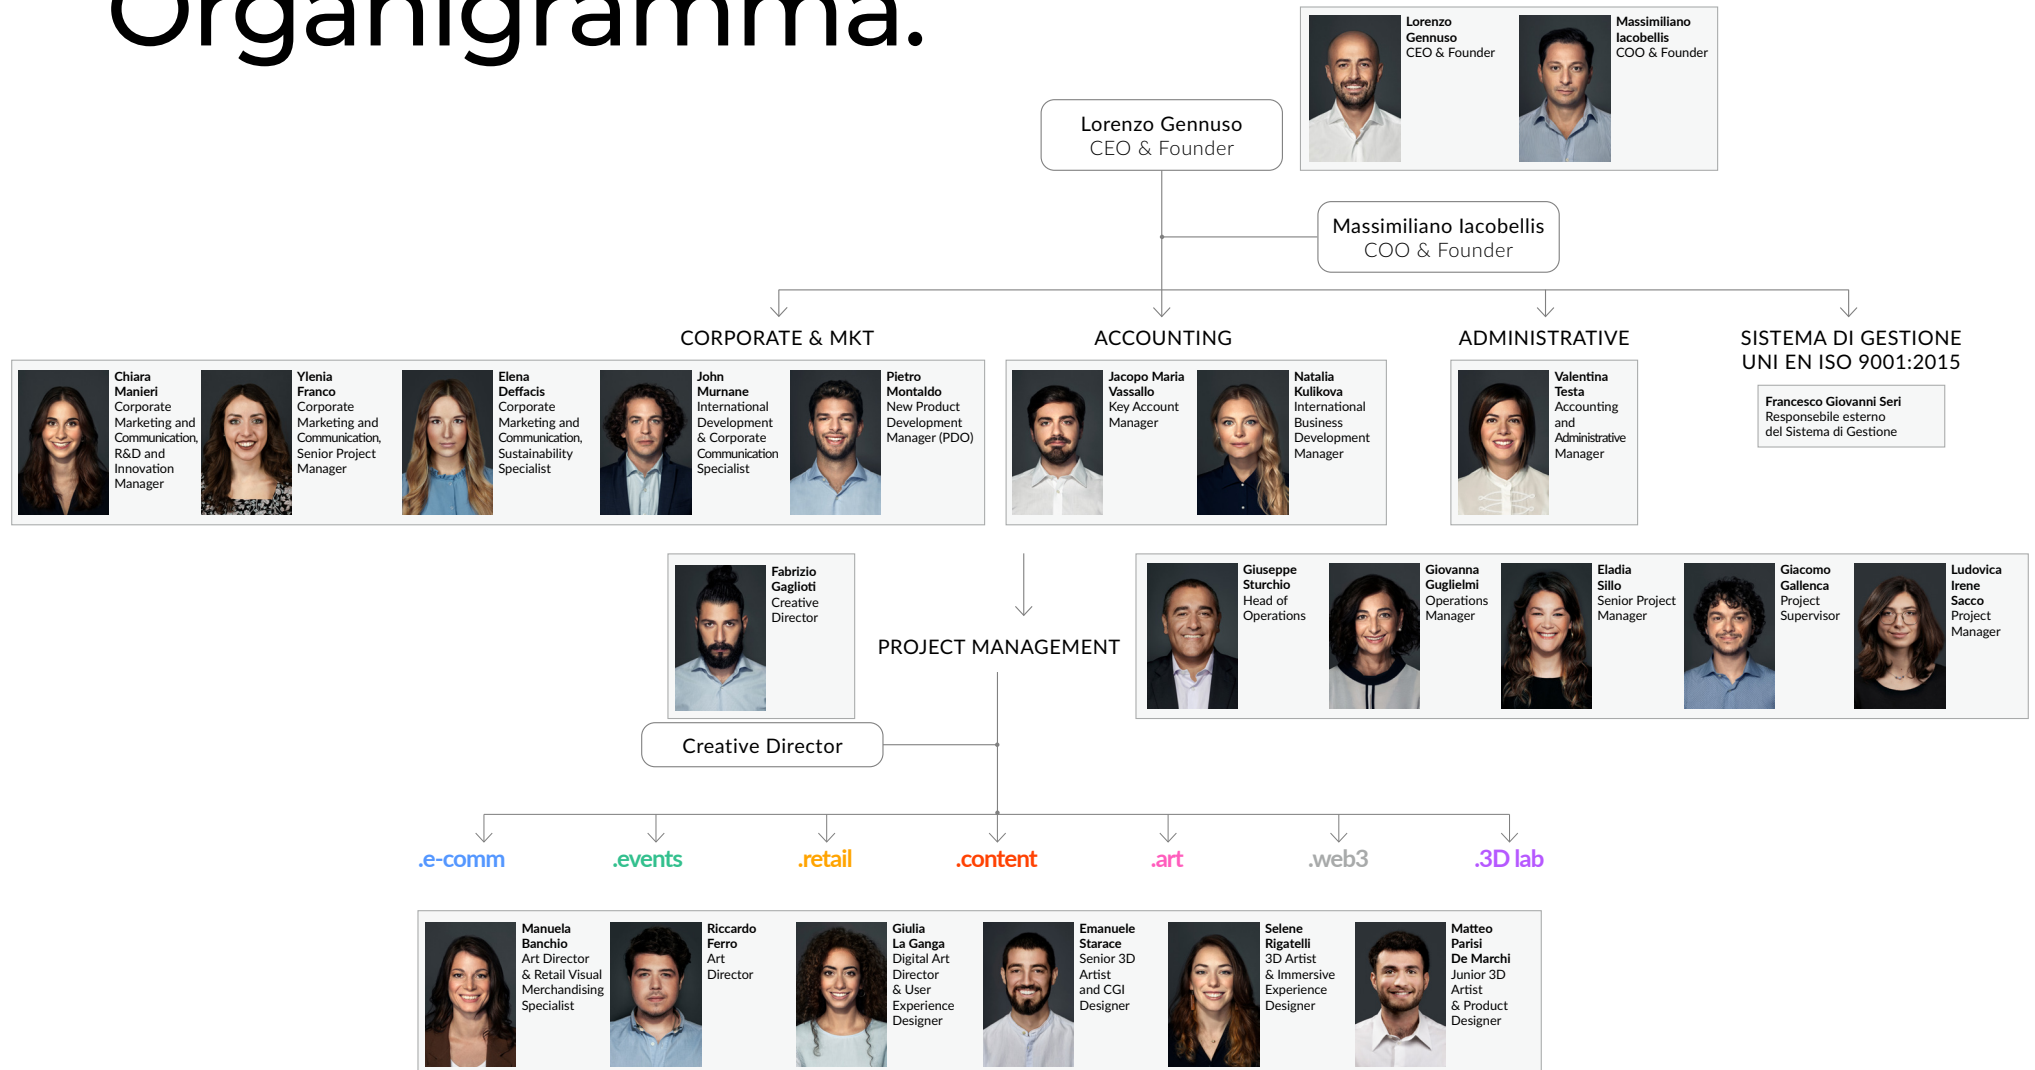 Organigramma.
Lorenzo
Gennuso
CEO & Founder
Massimiliano
Iacobellis
COO & Founder
Lorenzo Gennuso
CEO & Founder
Massimiliano Iacobellis
COO & Founder
CORPORATE & MKT
ACCOUNTING
ADMINISTRATIVE
SISTEMA DI GESTIONE
UNI EN ISO 9001:2015
Chiara
Manieri
Corporate
Marketing and
Communication,
R&D and
Innovation
Manager
Ylenia
Franco
Corporate
Marketing and
Communication,
Senior Project
Manager
Elena
Deffacis
Corporate
Marketing and
Communication,
Sustainability
Specialist
John
Murnane
International
Development
& Corporate
Communication
Specialist
Pietro
Montaldo
New Product
Development
Manager (PDO)
Jacopo Maria
Vassallo
Key Account
Manager
Natalia
Kulikova
International
Business
Development
Manager
Valentina
Testa
Accounting
and
Administrative
Manager
Francesco Giovanni Seri
Responsebile esterno
del Sistema di Gestione
Fabrizio
Gaglioti
Creative
Director
PROJECT MANAGEMENT
Giuseppe
Sturchio
Head of
Operations
Giovanna
Guglielmi
Operations
Manager
Eladia
Sillo
Senior Project
Manager
Giacomo
Gallenca
Project
Supervisor
Ludovica
Irene
Sacco
Project
Manager
Creative Director
.e-comm
.events
.retail
.content
.art
.web3
.3D lab
Manuela
Banchio
Art Director
& Retail Visual
Merchandising
Specialist
Riccardo
Ferro
Art
Director
Giulia
La Ganga
Digital Art
Director
& User
Experience
Designer
Emanuele
Starace
Senior 3D
Artist
and CGI
Designer
Selene
Rigatelli
3D Artist
& Immersive
Experience
Designer
Matteo
Parisi
De Marchi
Junior 3D
Artist
& Product
Designer